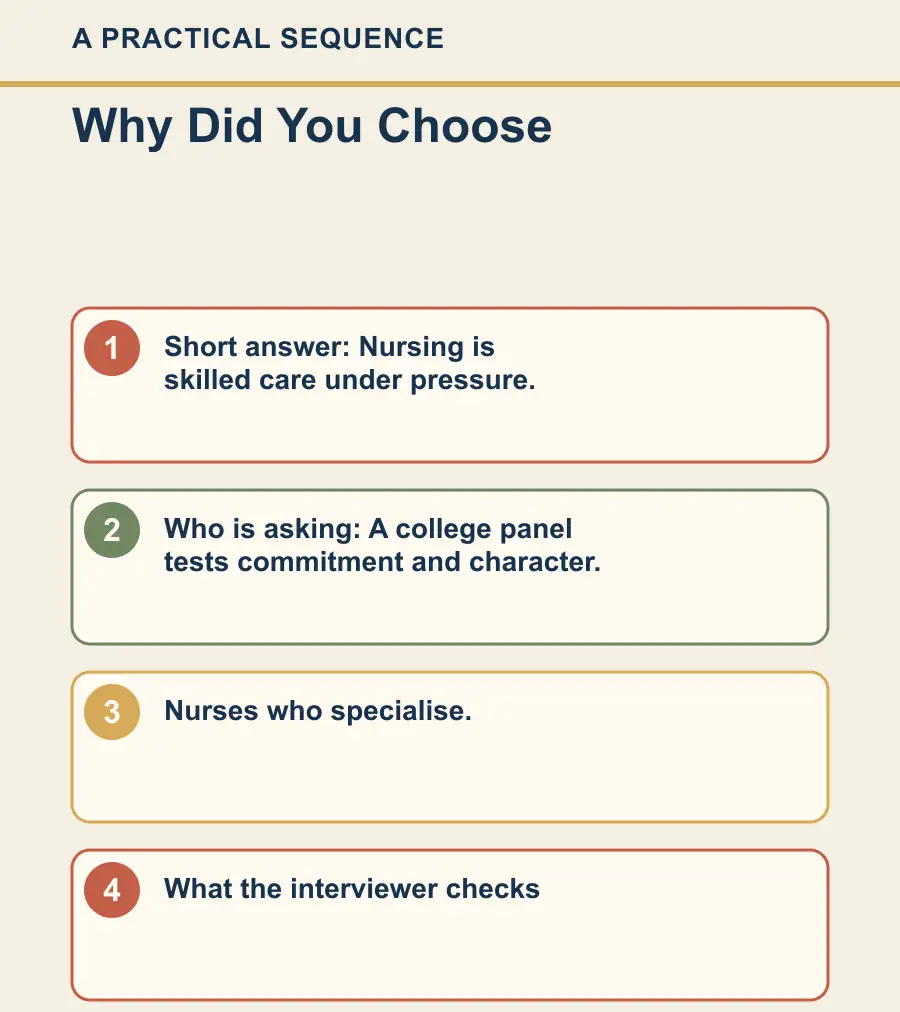 A PRACTICAL SEQUENCE
Why Did You Choose
1
Short answer: Nursing is
skilled care under pressure.
2
Who is asking: A college panel
tests commitment and character.
3
Nurses who specialise.
4
What the interviewer checks